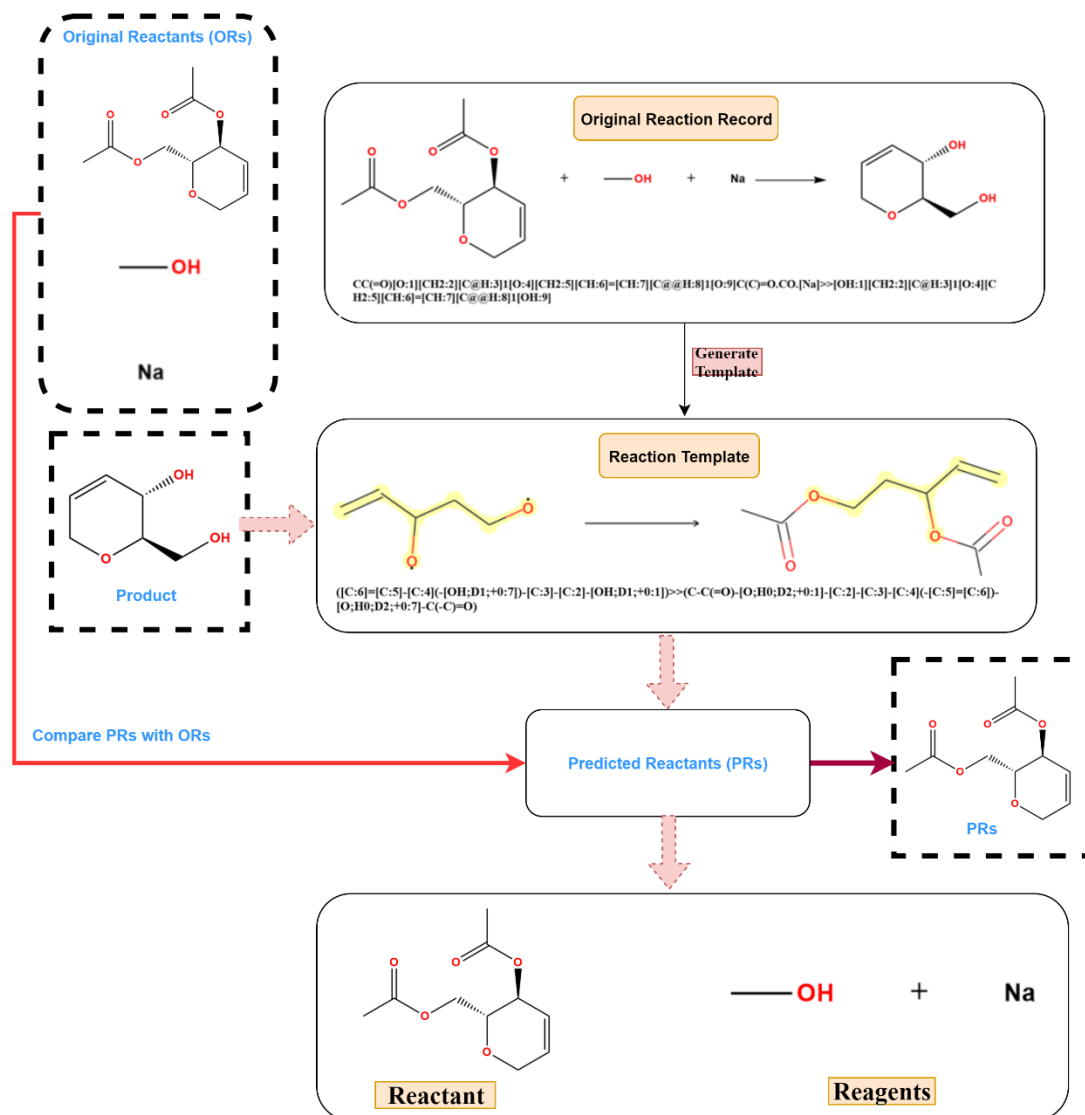 Original Reactants (ORs)
O
O
O
O
O
OH
Na
Original Reaction Record
O
O
O
O
O
+
OH
+
Na
OH
OH
O
CC(=O)[O:1][CH2:2][C@H:3]1[O:4][CH2:5][CH:6]=[CH:7][C@@H:8]1[O:9]C(C)=O.CO.[Na]>>[OH:1][CH2:2][C@H:3]1[O:4][C
H2:5][CH:6]=[CH:7][C@@H:8]1[OH:9]
Generate
Template
OH
OH
O
Product
Reaction Template
O
O
O
O
O
O
([C:6]=[C:5]-[C:4](-[OH;D1;+0:7])-[C:3]-[C:2]-[OH;D1;+0:1])>>(C-C(=O)-[O;H0;D2;+0:1]-[C:2]-[C:3]-[C:4](-[C:5]=[C:6])-
[O;H0;D2;+0:7]-C(-C)=O)
Compare PRs with ORs
Predicted Reactants (PRs)
O
O
O
O
O
PRs
O
O
O
O
O
OH
+
Na
Reactant
Reagents